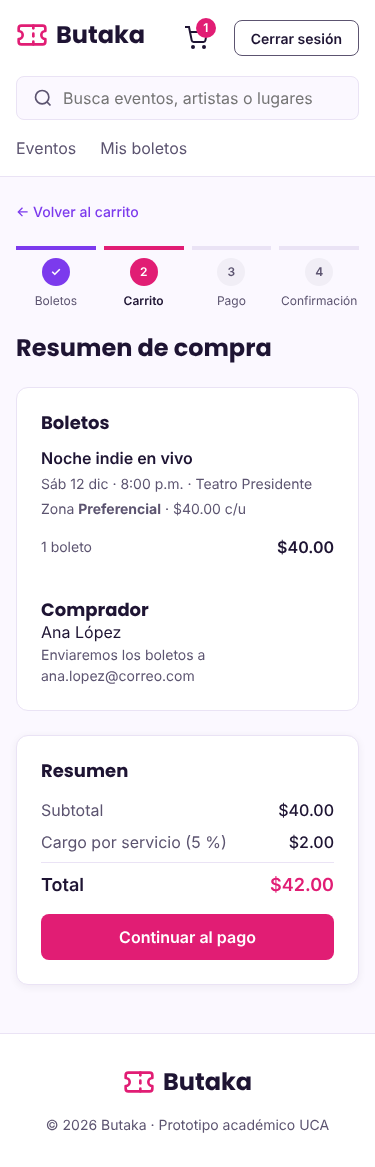 Butaka
1
Cerrar sesión
Busca eventos, artistas o lugares
Eventos
Mis boletos
← Volver al carrito
2
3
4
Boletos
Carrito
Pago
Confirmación
Resumen de compra
Boletos
Noche indie en vivo
Sáb 12 dic · 8:00 p.m. · Teatro Presidente
Zona Preferencial · $40.00 c/u
1 boleto $40.00
Comprador
Ana López
Enviaremos los boletos a
ana.lopez@correo.com
Resumen
Subtotal $40.00
Cargo por servicio (5 %) $2.00
Total $42.00
Continuar al pago
Butaka
© 2026 Butaka · Prototipo académico UCA